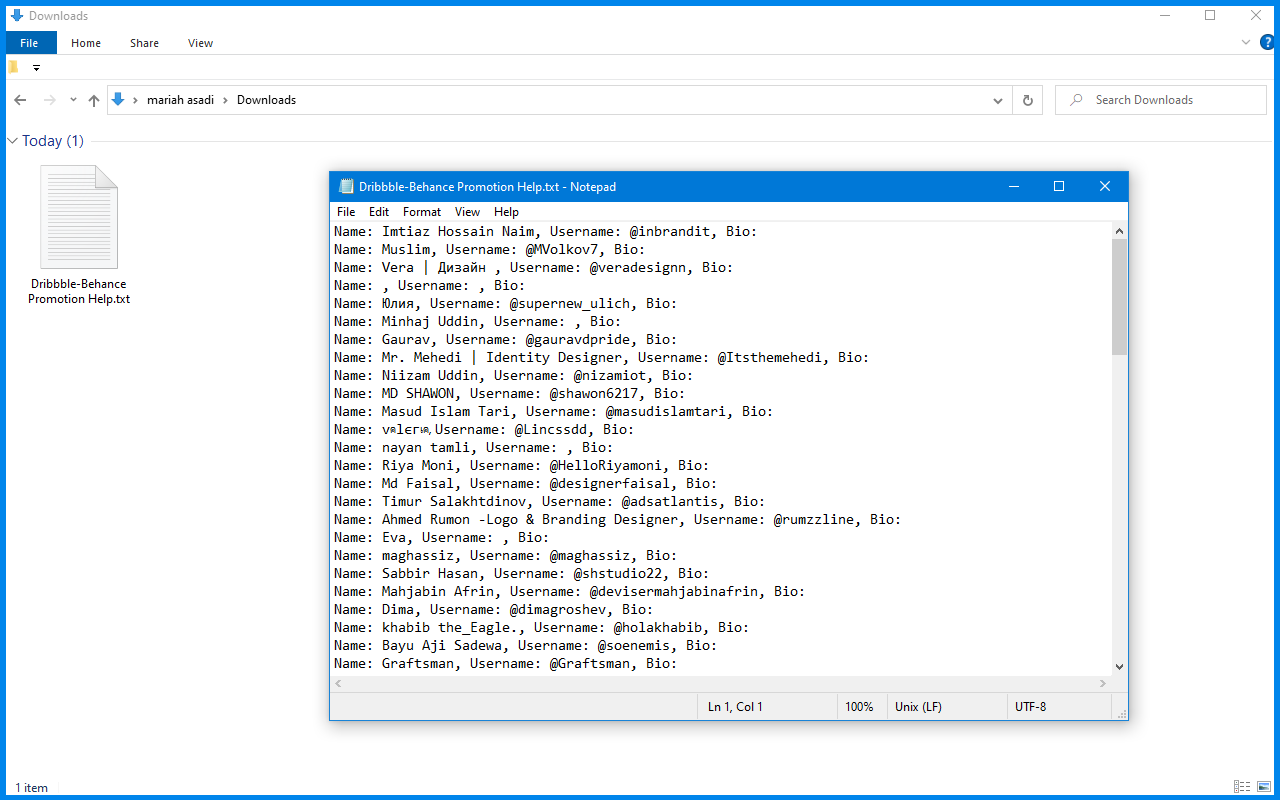 Downloads
File Home Share View
mariah asadi Downloads
Search Downloads
Today (1)
Dribbble-Behance
Promotion Help.txt
Dribbble-Behance Promotion Help.txt - Notepad
File Edit Format View Help
Name: Imtiaz Hossain Naim, Username: @inbrandit, Bio:
Name: Muslim, Username: @MVolkov7, Bio:
Name: Vera | Дизайн , Username: @veradesignn, Bio:
Name: , Username: , Bio:
Name: Юлия, Username: @supernew_ulich, Bio:
Name: Minhaj Uddin, Username: , Bio:
Name: Gaurav, Username: @gauravdpride, Bio:
Name: Mr. Mehedi | Identity Designer, Username: @Itsthemehedi, Bio:
Name: Niizam Uddin, Username: @nizamiot, Bio:
Name: MD SHAWON, Username: @shawon6217, Bio:
Name: Masud Islam Tari, Username: @masudislamtari, Bio:
Name: Username: @Lincssdd, Bio:
Name: nayan tamli, Username: , Bio:
Name: Riya Moni, Username: @HelloRiyamoni, Bio:
Name: Md Faisal, Username: @designerfaisal, Bio:
Name: Timur Salakhtdinov, Username: @adsatlantis, Bio:
Name: Ahmed Rumon -Logo & Branding Designer, Username: @rumzzline, Bio:
Name: Eva, Username: , Bio:
Name: maghassiz, Username: @maghassiz, Bio:
Name: Sabbir Hasan, Username: @shstudio22, Bio:
Name: Mahjabin Afrin, Username: @devisermahjabinafrin, Bio:
Name: Dima, Username: @dimagroshev, Bio:
Name: khabib the_Eagle., Username: @holakhabib, Bio:
Name: Bayu Aji Sadewa, Username: @soenemis, Bio:
Name: Graftsman, Username: @Graftsman, Bio:
Ln 1, Col 1 100% Unix (LF) UTF-8
1 item